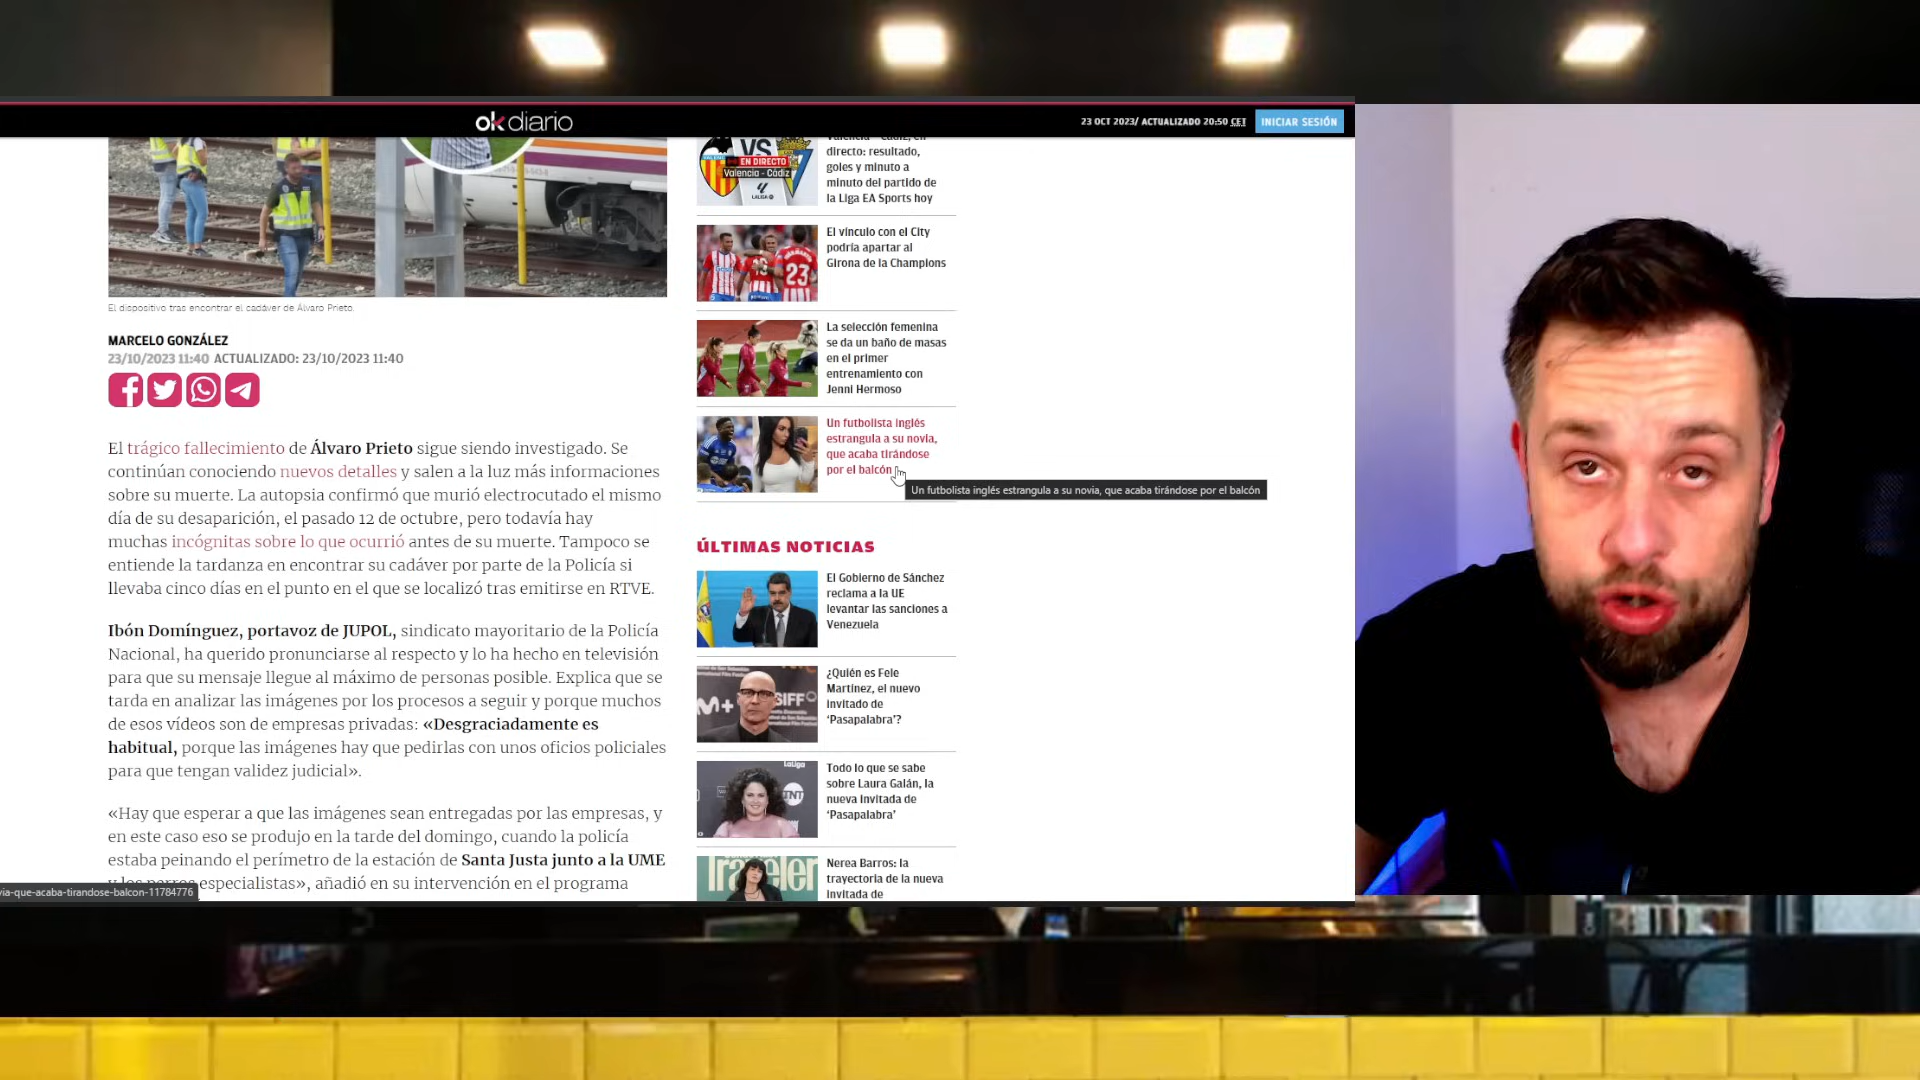 okdiario
23 OCT 2023/ ACTUALIZADO 20:50 CET
INICIAR SESIÓN
El dispositivo tras encontrar el cadáver de Álvaro Prieto.
MARCELO GONZÁLEZ
23/10/2023 11:40 ACTUALIZADO: 23/10/2023 11:40
El trágico fallecimiento de Álvaro Prieto sigue siendo investigado. Se
continúan conociendo nuevos detalles y salen a la luz más informaciones
sobre su muerte. La autopsia confirmó que murió electrocutado el mismo
día de su desaparición, el pasado 12 de octubre, pero todavía hay
muchas incógnitas sobre lo que ocurrió antes de su muerte. Tampoco se
entiende la tardanza en encontrar su cadáver por parte de la Policía si
llevaba cinco días en el punto en el que se localizó tras emitirse en RTVE.
Ibón Domínguez, portavoz de JUPOL, sindicato mayoritario de la Policía
Nacional, ha querido pronunciarse al respecto y lo ha hecho en televisión
para que su mensaje llegue al máximo de personas posible. Explica que se
tarda en analizar las imágenes por los procesos a seguir y porque muchos
de esos vídeos son de empresas privadas: «Desgraciadamente es
habitual, porque las imágenes hay que pedirlas con unos oficios policiales
para que tengan validez judicial».
«Hay que esperar a que las imágenes sean entregadas por las empresas, y
en este caso eso se produjo en la tarde del domingo, cuando la policía
estaba peinando el perímetro de la estación de Santa Justa junto a la UME
y los perros especialistas», añadió en su intervención en el programa
via-que-acaba-tirandose-balcon-11784776
VS
EN DIRECTO
Valencia - Cádiz
LALIGA
Valencia - Cádiz, en
directo: resultado,
goles y minuto a
minuto del partido de
la Liga EA Sports hoy
23
El vínculo con el City
podría apartar al
Girona de la Champions
La selección femenina
se da un baño de masas
en el primer
entrenamiento con
Jenni Hermoso
Un futbolista inglés
estrangula a su novia,
que acaba tirándose
por el balcón
Un futbolista inglés estrangula a su novia, que acaba tirándose por el balcón
ÚLTIMAS NOTICIAS
El Gobierno de Sánchez
reclama a la UE
levantar las sanciones a
Venezuela
M+
SIFF
¿Quién es Fele
Martínez, el nuevo
invitado de
‘Pasapalabra’?
LaLiga
TNT
Todo lo que se sabe
sobre Laura Galán, la
nueva invitada de
‘Pasapalabra’
Traveler
Nerea Barros: la
trayectoria de la nueva
invitada de